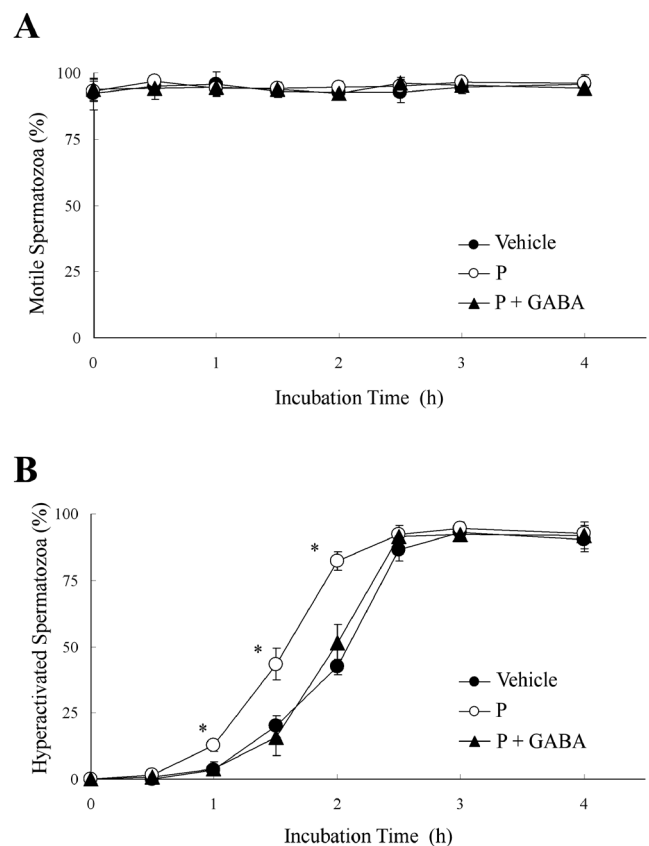 A
100
75
50
25
0
Motile Spermatozoa (%)
Vehicle
P
P + GABA
0 1 2 3 4
Incubation Time (h)
B
100
75
50
25
0
Hyperactivated Spermatozoa (%)
* * *
Vehicle
P
P + GABA
0 1 2 3 4
Incubation Time (h)